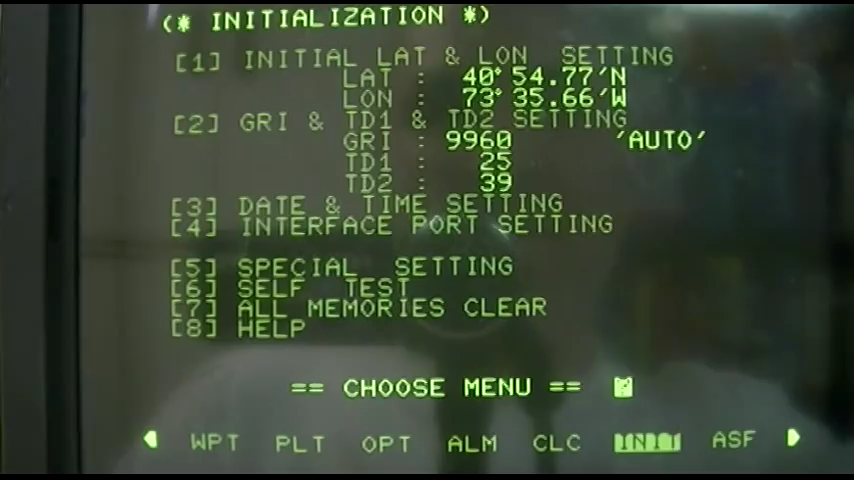 (* INITIALIZATION *)
[1] INITIAL LAT & LON SETTING
LAT : 40° 54.77'N
LON : 73° 35.66'W
[2] GRI & TD1 & TD2 SETTING
GRI : 9960 'AUTO'
TD1 : 25
TD2 : 39
[3] DATE & TIME SETTING
[4] INTERFACE PORT SETTING
[5] SPECIAL SETTING
[6] SELF TEST
[7] ALL MEMORIES CLEAR
[8] HELP
== CHOOSE MENU ==
WPT PLT OPT ALM CLC INIT ASF